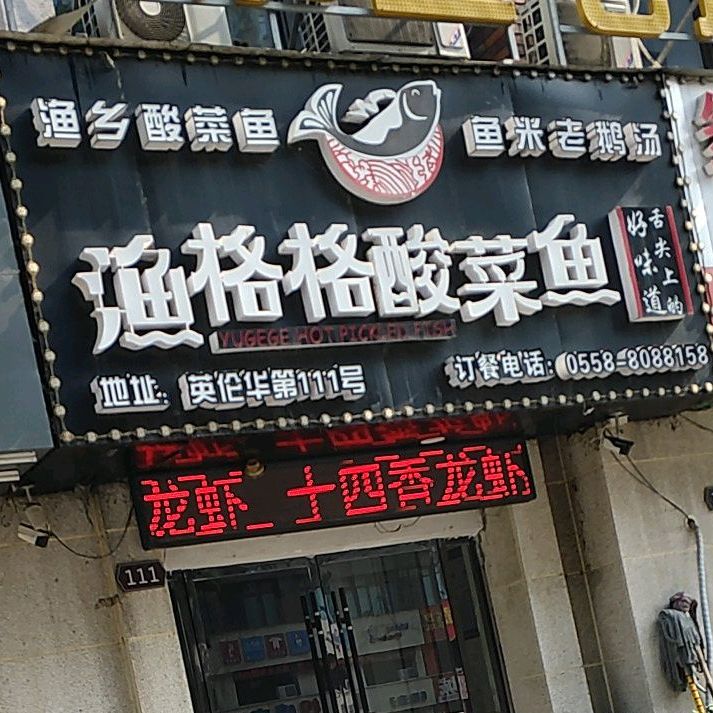 渔乡酸菜鱼
鱼米老鹅汤
渔格格酸菜鱼
舌尖上的
好味道
YUGEGE HOT PICKLED FISH
地址：英伦华第111号
订餐电话：0558-8088158
龙虾_十四香龙虾
111